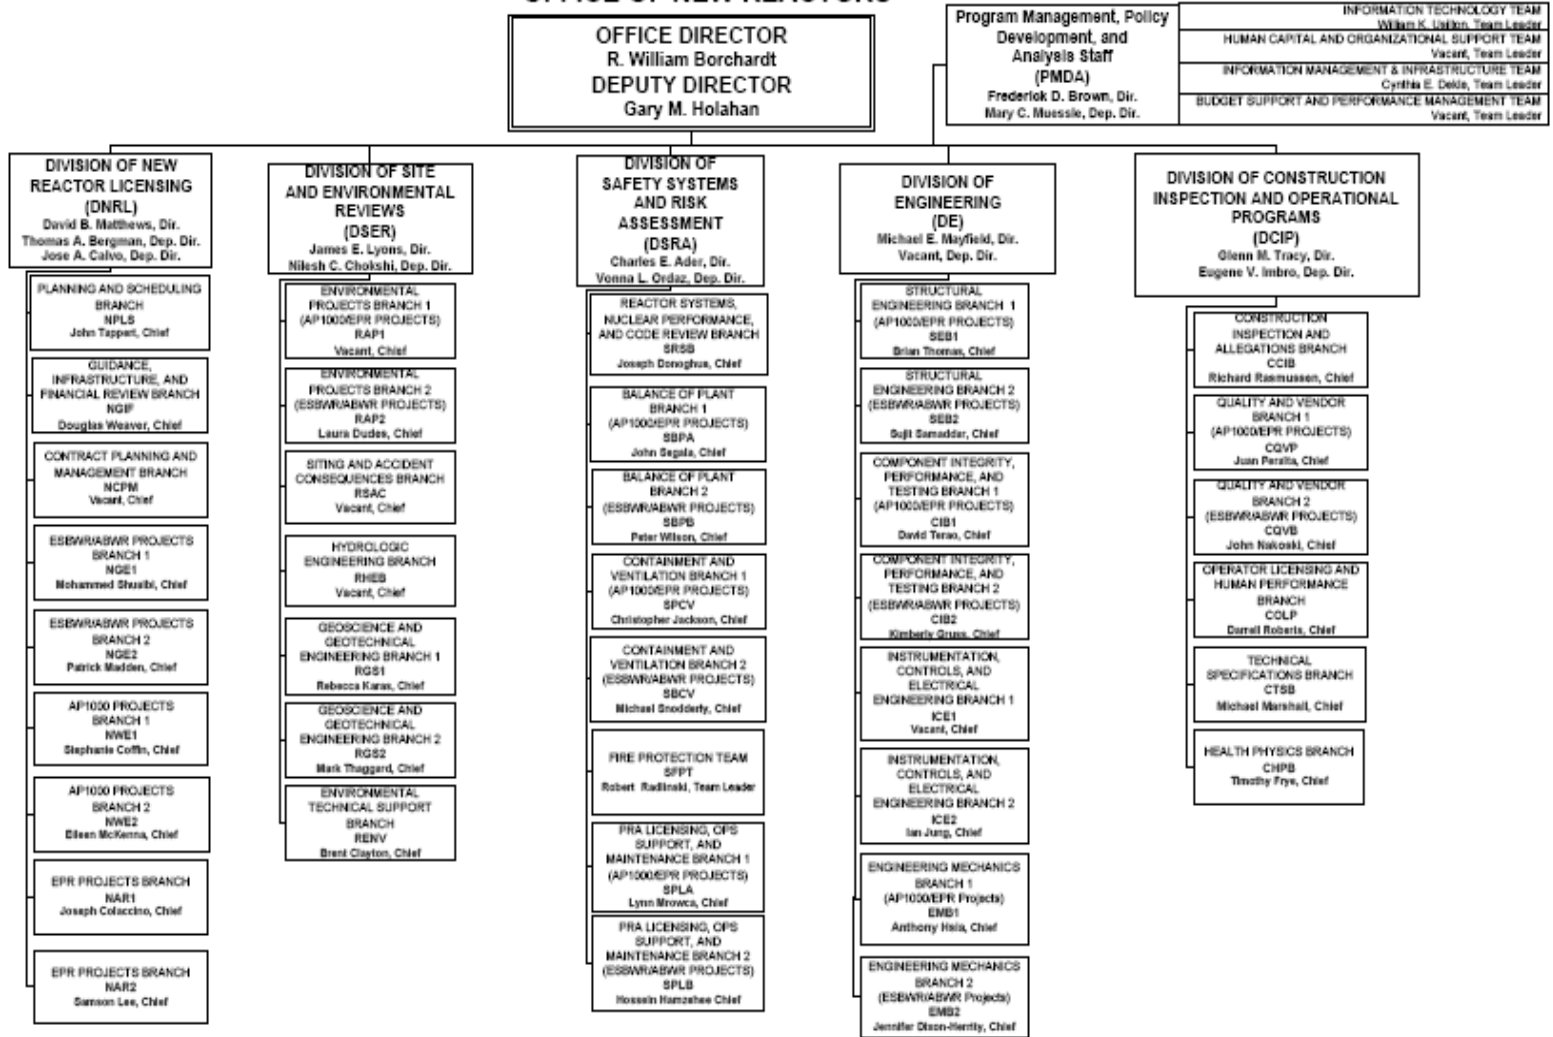 OFFICE OF NEW REACTORS
OFFICE DIRECTOR
R. William Borchardt
DEPUTY DIRECTOR
Gary M. Holahan
Program Management, Policy
Development, and
Analysis Staff
(PMDA)
Frederick D. Brown, Dir.
Mary C. Muessle, Dep. Dir.
INFORMATION TECHNOLOGY TEAM
William K. Usilton, Team Leader
HUMAN CAPITAL AND ORGANIZATIONAL SUPPORT TEAM
Vacant, Team Leader
INFORMATION MANAGEMENT & INFRASTRUCTURE TEAM
Cynthia E. Dekle, Team Leader
BUDGET SUPPORT AND PERFORMANCE MANAGEMENT TEAM
Vacant, Team Leader
DIVISION OF NEW
REACTOR LICENSING
(DNRL)
David B. Matthews, Dir.
Thomas A. Bergman, Dep. Dir.
Jose A. Calvo, Dep. Dir.
PLANNING AND SCHEDULING
BRANCH
NPLS
John Tappert, Chief
GUIDANCE,
INFRASTRUCTURE, AND
FINANCIAL REVIEW BRANCH
NGIF
Douglas Weaver, Chief
CONTRACT PLANNING AND
MANAGEMENT BRANCH
NCPM
Vacant, Chief
ESBWR/ABWR PROJECTS
BRANCH 1
NGE1
Mohammed Shuaibi, Chief
ESBWR/ABWR PROJECTS
BRANCH 2
NGE2
Patrick Madden, Chief
AP1000 PROJECTS
BRANCH 1
NWE1
Stephanie Coffin, Chief
AP1000 PROJECTS
BRANCH 2
NWE2
Eileen McKenna, Chief
EPR PROJECTS BRANCH
NAR1
Joseph Colaccino, Chief
EPR PROJECTS BRANCH
NAR2
Samson Lee, Chief
DIVISION OF SITE
AND ENVIRONMENTAL
REVIEWS
(DSER)
James E. Lyons, Dir.
Nilesh C. Chokshi, Dep. Dir.
ENVIRONMENTAL
PROJECTS BRANCH 1
(AP1000/EPR PROJECTS)
RAP1
Vacant, Chief
ENVIRONMENTAL
PROJECTS BRANCH 2
(ESBWR/ABWR PROJECTS)
RAP2
Laura Dudes, Chief
SITING AND ACCIDENT
CONSEQUENCES BRANCH
RSAC
Vacant, Chief
HYDROLOGIC
ENGINEERING BRANCH
RHEB
Vacant, Chief
GEOSCIENCE AND
GEOTECHNICAL
ENGINEERING BRANCH 1
RGS1
Rebecca Karas, Chief
GEOSCIENCE AND
GEOTECHNICAL
ENGINEERING BRANCH 2
RGS2
Mark Thaggard, Chief
ENVIRONMENTAL
TECHNICAL SUPPORT
BRANCH
RENV
Brent Clayton, Chief
DIVISION OF
SAFETY SYSTEMS
AND RISK
ASSESSMENT
(DSRA)
Charles E. Ader, Dir.
Vonna L. Ordaz, Dep. Dir.
REACTOR SYSTEMS,
NUCLEAR PERFORMANCE,
AND CODE REVIEW BRANCH
SRSB
Joseph Donoghue, Chief
BALANCE OF PLANT
BRANCH 1
(AP1000/EPR PROJECTS)
SBPA
John Segala, Chief
BALANCE OF PLANT
BRANCH 2
(ESBWR/ABWR PROJECTS)
SBPB
Peter Wilson, Chief
CONTAINMENT AND
VENTILATION BRANCH 1
(AP1000/EPR PROJECTS)
SPCV
Christopher Jackson, Chief
CONTAINMENT AND
VENTILATION BRANCH 2
(ESBWR/ABWR PROJECTS)
SBCV
Michael Snodderly, Chief
FIRE PROTECTION TEAM
SFPT
Robert Radlinski, Team Leader
PRA LICENSING, OPS
SUPPORT, AND
MAINTENANCE BRANCH 1
(AP1000/EPR PROJECTS)
SPLA
Lynn Mrowca, Chief
PRA LICENSING, OPS
SUPPORT, AND
MAINTENANCE BRANCH 2
(ESBWR/ABWR PROJECTS)
SPLB
Hossein Hamzehee Chief
DIVISION OF
ENGINEERING
(DE)
Michael E. Mayfield, Dir.
Vacant, Dep. Dir.
STRUCTURAL
ENGINEERING BRANCH 1
(AP1000/EPR PROJECTS)
SEB1
Brian Thomas, Chief
STRUCTURAL
ENGINEERING BRANCH 2
(ESBWR/ABWR PROJECTS)
SEB2
Sujit Samaddar, Chief
COMPONENT INTEGRITY,
PERFORMANCE, AND
TESTING BRANCH 1
(AP1000/EPR PROJECTS)
CIB1
David Terao, Chief
COMPONENT INTEGRITY,
PERFORMANCE, AND
TESTING BRANCH 2
(ESBWR/ABWR PROJECTS)
CIB2
Kimberly Gruss, Chief
INSTRUMENTATION,
CONTROLS, AND
ELECTRICAL
ENGINEERING BRANCH 1
ICE1
Vacant, Chief
INSTRUMENTATION,
CONTROLS, AND
ELECTRICAL
ENGINEERING BRANCH 2
ICE2
Ian Jung, Chief
ENGINEERING MECHANICS
BRANCH 1
(AP1000/EPR Projects)
EMB1
Anthony Hsia, Chief
ENGINEERING MECHANICS
BRANCH 2
(ESBWR/ABWR Projects)
EMB2
Jennifer Dixon-Herrity, Chief
DIVISION OF CONSTRUCTION
INSPECTION AND OPERATIONAL
PROGRAMS
(DCIP)
Glenn M. Tracy, Dir.
Eugene V. Imbro, Dep. Dir.
CONSTRUCTION
INSPECTION AND
ALLEGATIONS BRANCH
CCIB
Richard Rasmussen, Chief
QUALITY AND VENDOR
BRANCH 1
(AP1000/EPR PROJECTS)
CQVP
Juan Peralta, Chief
QUALITY AND VENDOR
BRANCH 2
(ESBWR/ABWR PROJECTS)
CQVB
John Nakoski, Chief
OPERATOR LICENSING AND
HUMAN PERFORMANCE
BRANCH
COLP
Darrell Roberts, Chief
TECHNICAL
SPECIFICATIONS BRANCH
CTSB
Michael Marshall, Chief
HEALTH PHYSICS BRANCH
CHPB
Timothy Frye, Chief